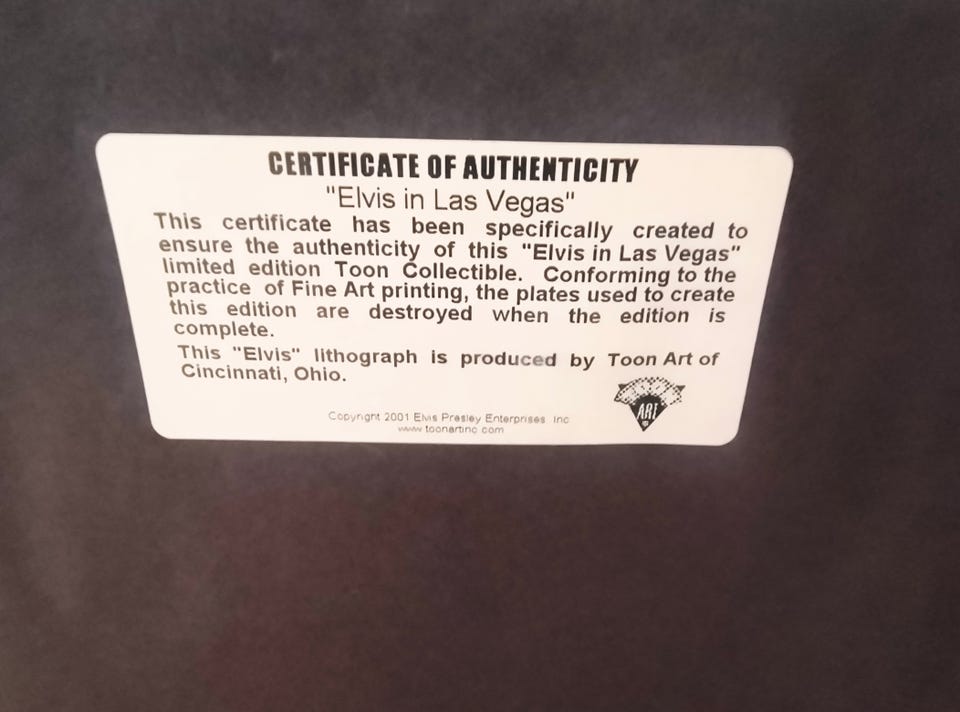 CERTIFICATE OF AUTHENTICITY
"Elvis in Las Vegas"
This certificate has been specifically created to
ensure the authenticity of this "Elvis in Las Vegas"
limited edition Toon Collectible. Conforming to the
practice of Fine Art printing, the plates used to create
this edition are destroyed when the edition is
complete.
This "Elvis" lithograph is produced by Toon Art of
Cincinnati, Ohio.
ART
Copyright 2001 Elvis Presley Enterprises Inc
www toonartinc com